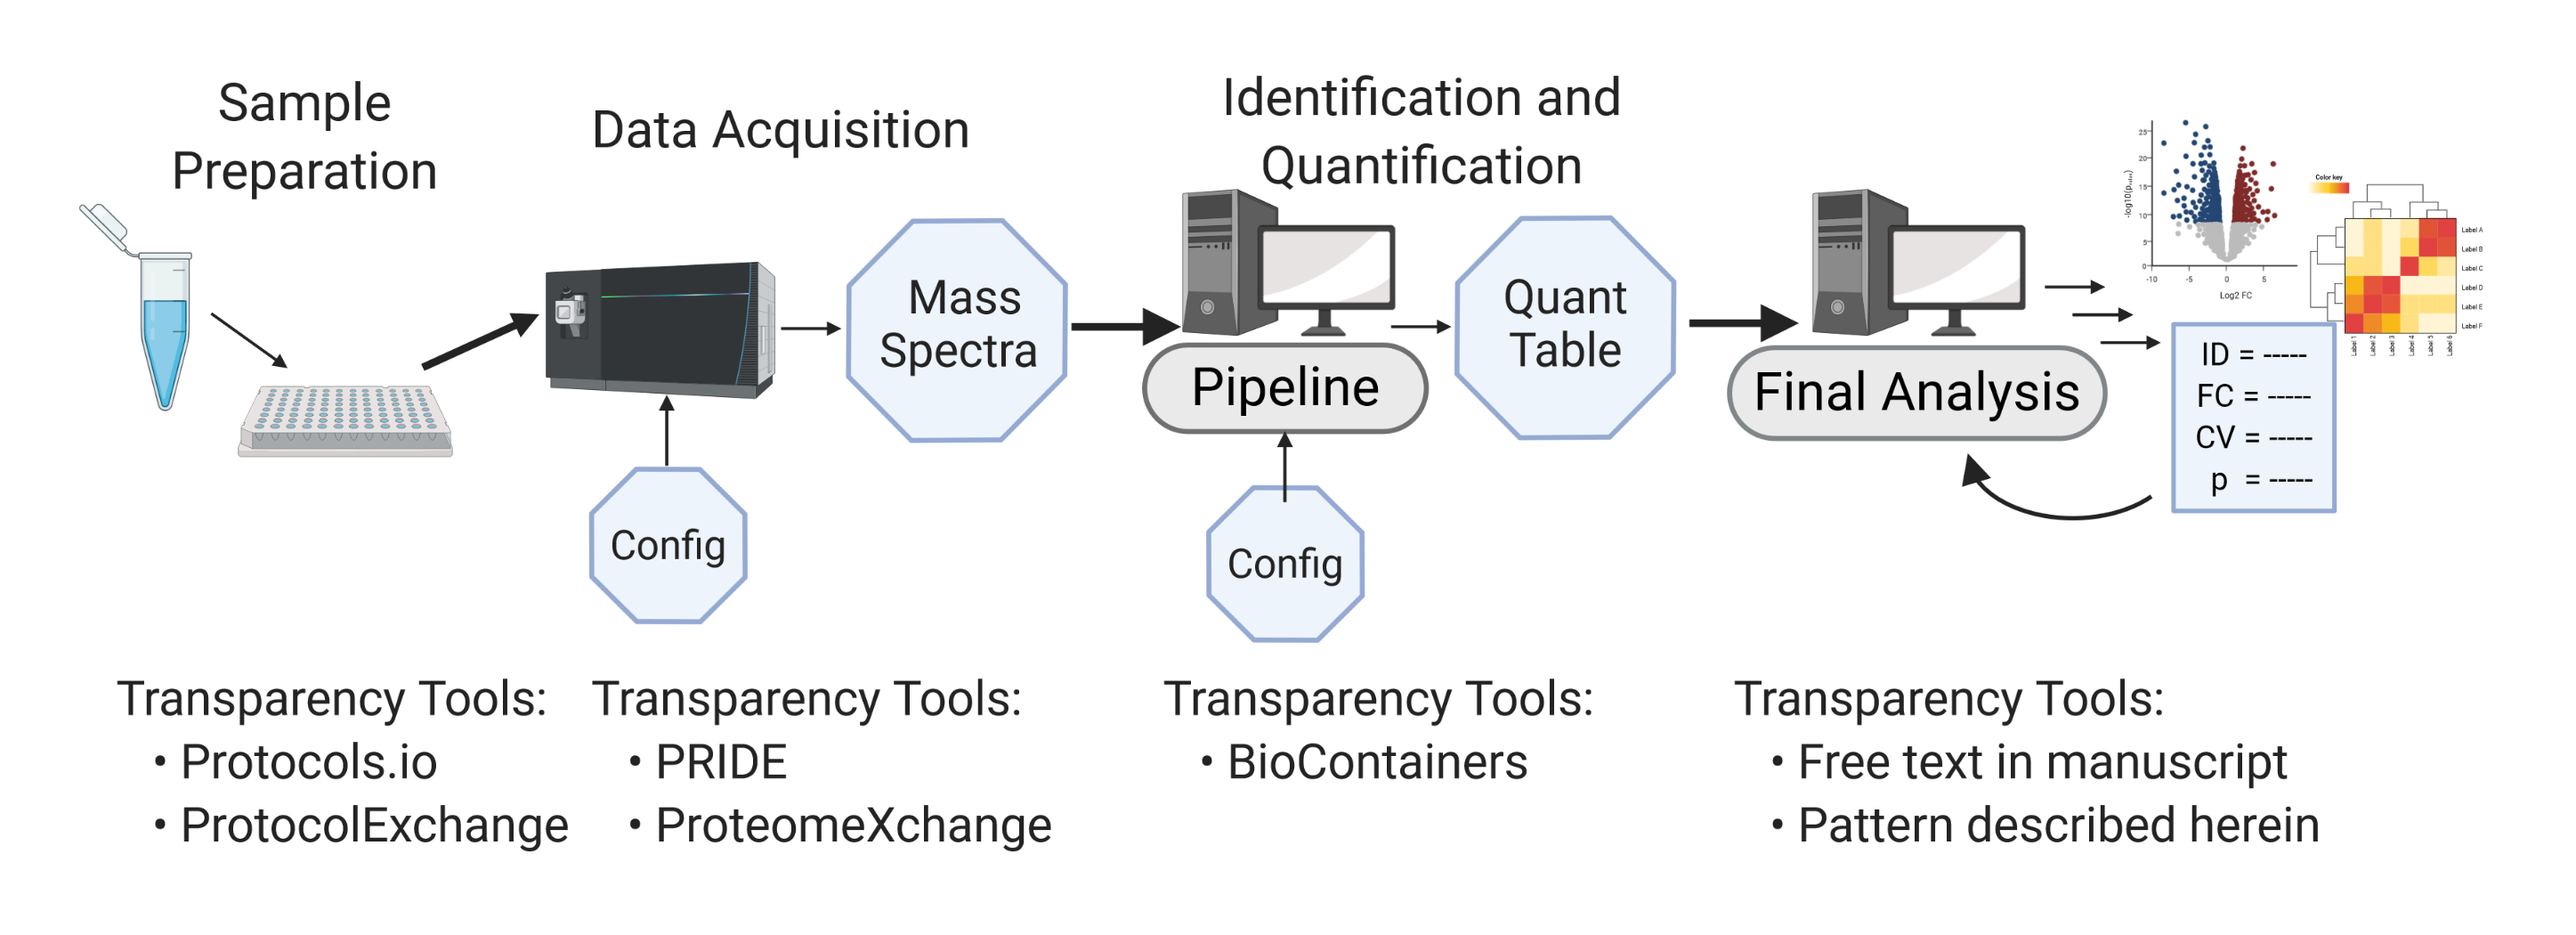 Sample
Preparation
Data Acquisition
Identification and
Quantification
Mass
Spectra
Quant
Table
Pipeline
Final Analysis
Config
Config
25
20
15
10
5
0
-10
-5
0
5
Log2 FC
Color key
Label A
Label B
Label C
Label D
Label E
Label F
Label 1
Label 2
Label 3
Label 4
Label 5
Label 6
ID = -----
FC = -----
CV = -----
p = -----
Transparency Tools:
• Protocols.io
• ProtocolExchange
Transparency Tools:
• PRIDE
• ProteomeXchange
Transparency Tools:
• BioContainers
Transparency Tools:
• Free text in manuscript
• Pattern described herein